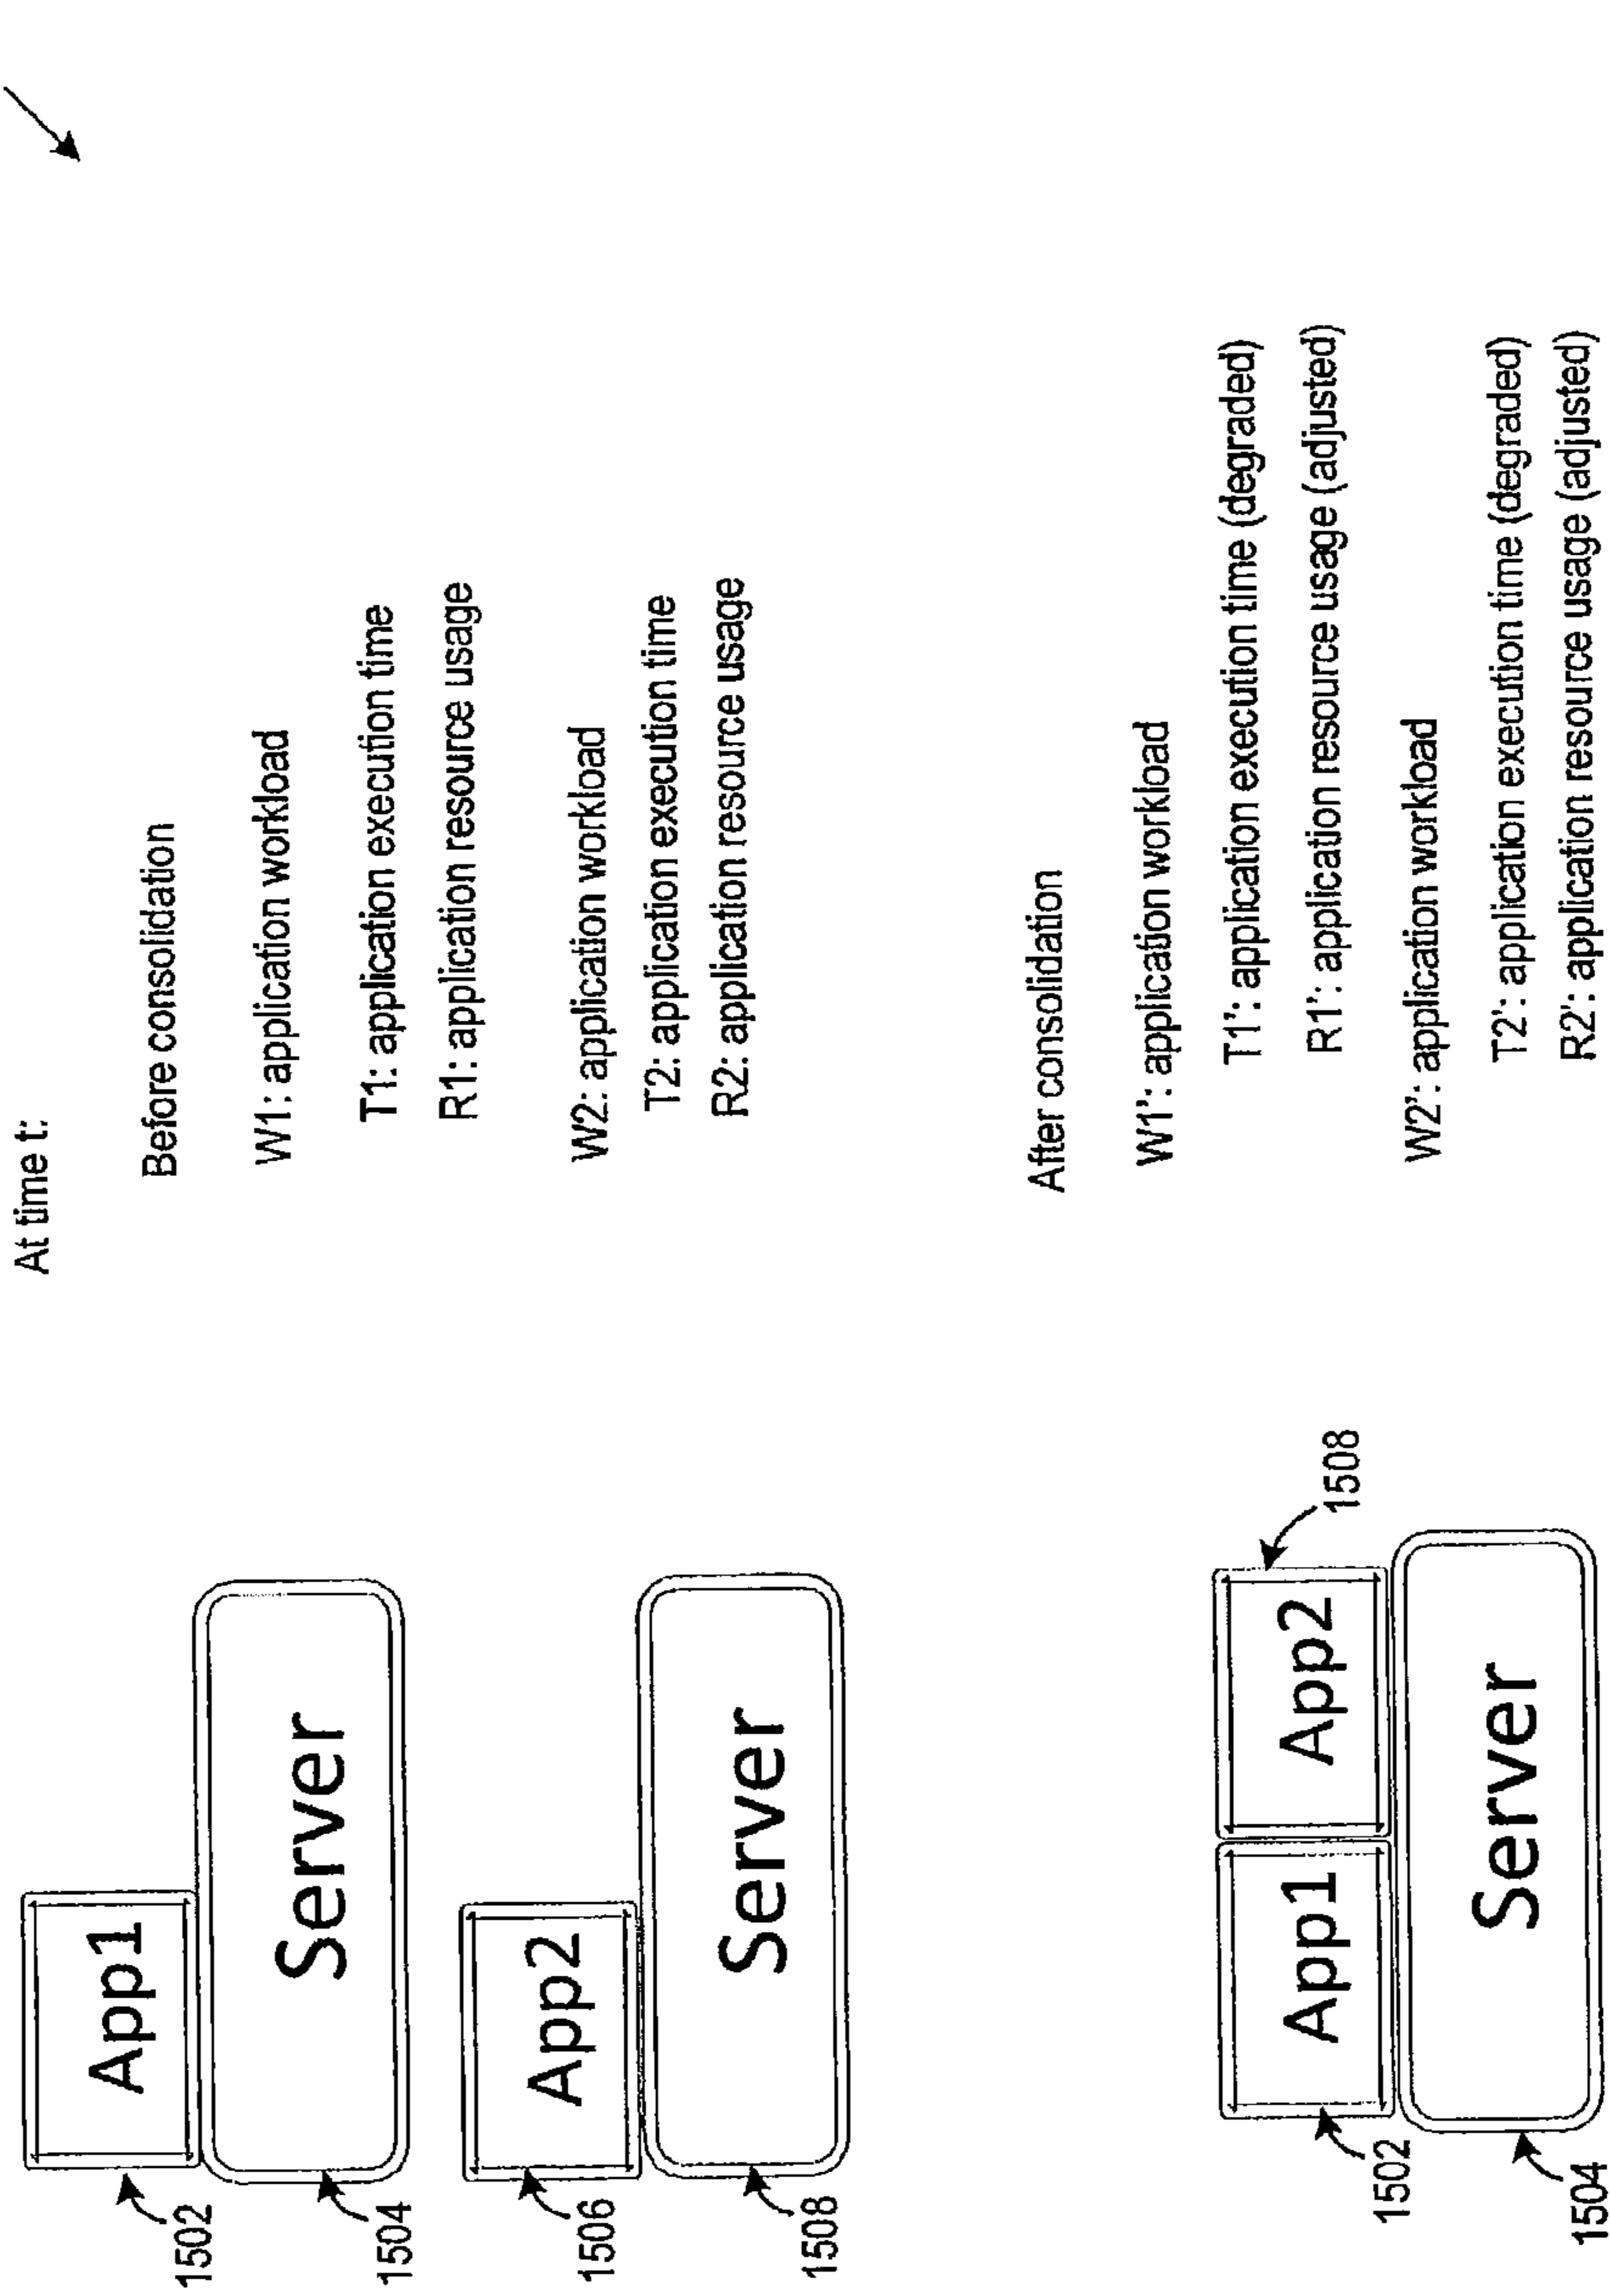 At time t:
Before consolidation
1502
App1
1504
Server
W1: application workload
T1: application execution time
R1: application resource usage
1506
App2
1508
Server
W2: application workload
T2: application execution time
R2: application resource usage
After consolidation
1502
App1
App2
1508
1504
Server
W1': application workload
T1': application execution time (degraded)
R1': application resource usage (adjusted)
W2': application workload
T2': application execution time (degraded)
R2': application resource usage (adjusted)